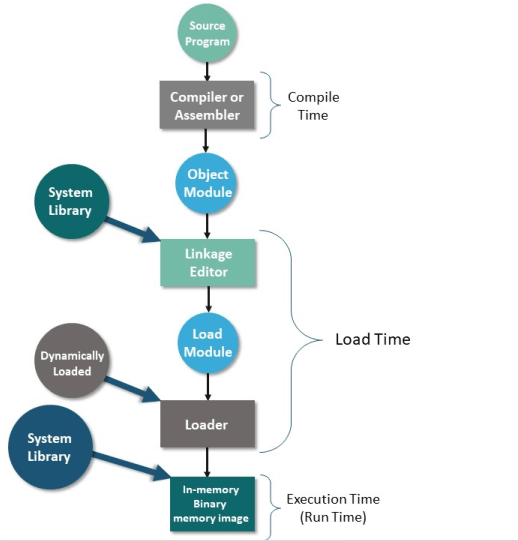 Source
Program
Compiler or
Assembler
Compile
Time
Object
Module
System
Library
Linkage
Editor
Load
Module
Load Time
Dynamically
Loaded
Loader
System
Library
In-memory
Binary
memory image
Execution Time
(Run Time)